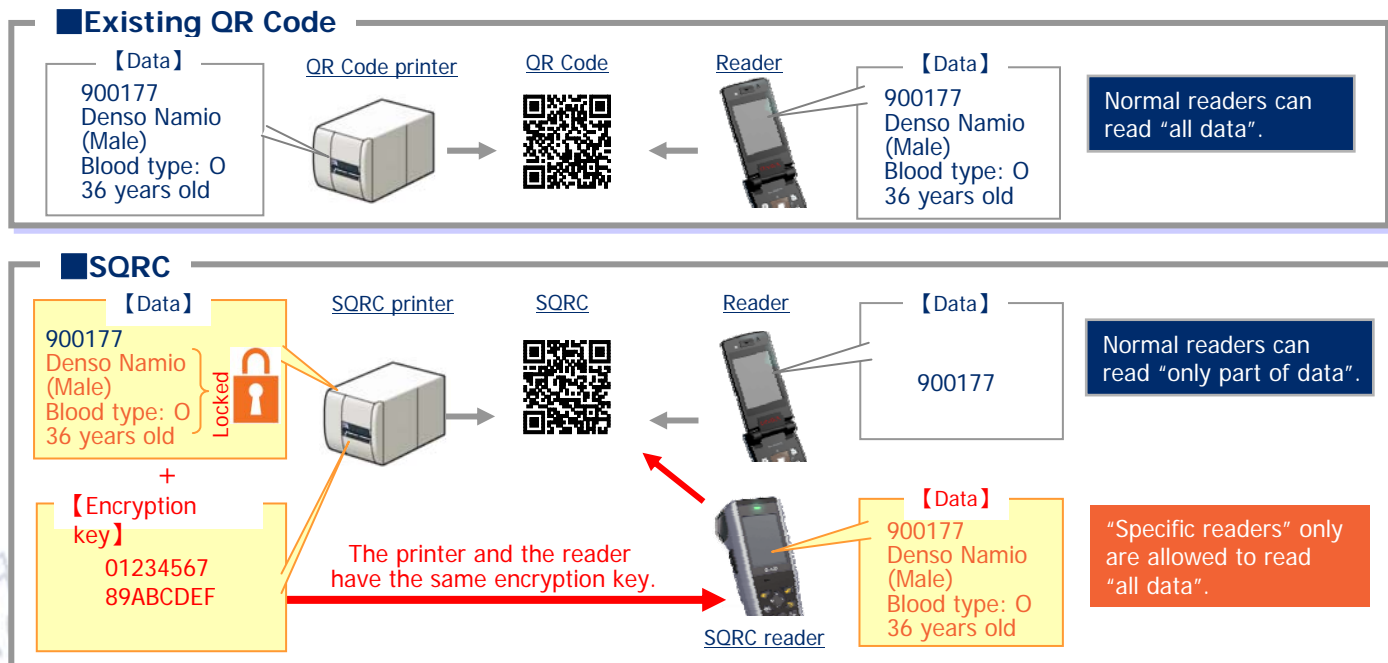 ■Existing QR Code
【Data】
900177
Denso Namio
(Male)
Blood type: O
36 years old
QR Code printer
QR Code
Reader
【Data】
900177
Denso Namio
(Male)
Blood type: O
36 years old
Normal readers can
read “all data”.
■SQRC
【Data】
900177
Denso Namio
(Male)
Blood type: O
36 years old
Locked
SQRC printer
SQRC
Reader
【Data】
900177
Normal readers can
read “only part of data”.
+
【Encryption
key】
01234567
89ABCDEF
The printer and the reader
have the same encryption key.
SQRC reader
【Data】
900177
Denso Namio
(Male)
Blood type: O
36 years old
“Specific readers” only
are allowed to read
“all data”.